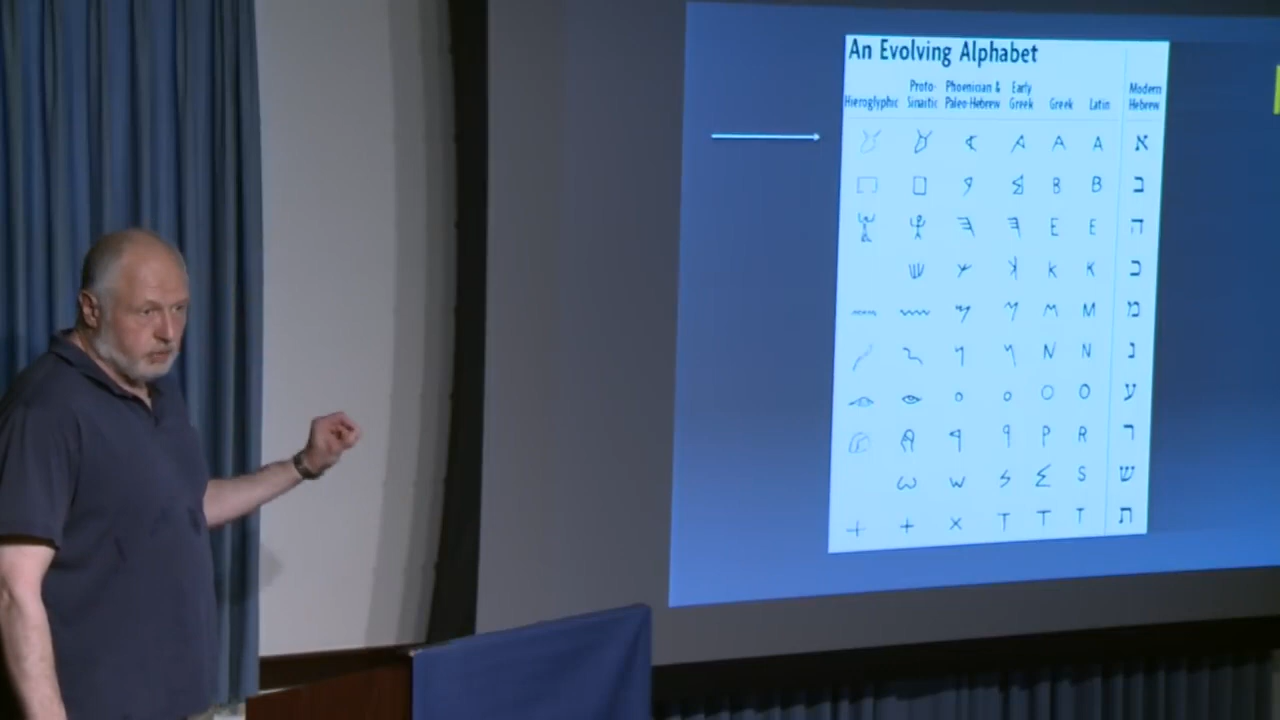 An Evolving Alphabet
Hieroglyphic Proto-Sinaitic Phoenician & Paleo-Hebrew Early Greek Greek Latin Modern Hebrew
A A A א
B B ב
E E ה
K K כ
M M מ
N N נ
O O ע
P R ר
Σ S ש
T T T ת